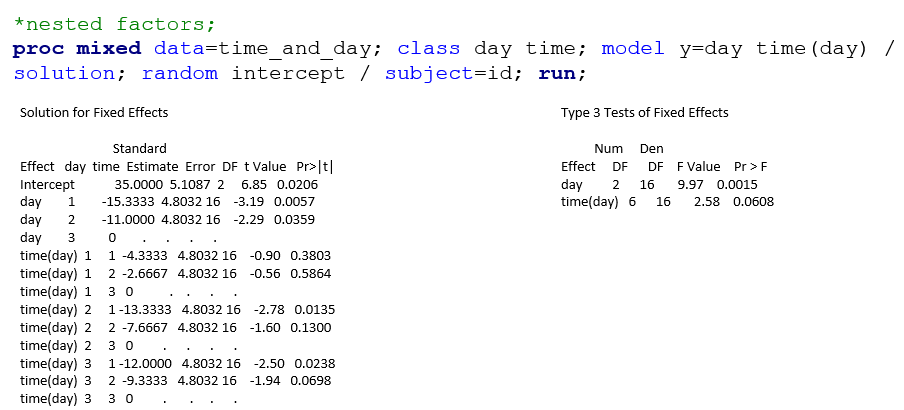 *nested factors;
proc mixed data=time_and_day; class day time; model y=day time(day) /
solution; random intercept / subject=id; run;
Solution for Fixed Effects
Standard
Effect day time Estimate Error DF t Value Pr>|t|
Intercept 35.0000 5.1087 2 6.85 0.0206
day 1 -15.3333 4.8032 16 -3.19 0.0057
day 2 -11.0000 4.8032 16 -2.29 0.0359
day 3 0 . . . .
time(day) 1 1 -4.3333 4.8032 16 -0.90 0.3803
time(day) 1 2 -2.6667 4.8032 16 -0.56 0.5864
time(day) 1 3 0 . . . .
time(day) 2 1 -13.3333 4.8032 16 -2.78 0.0135
time(day) 2 2 -7.6667 4.8032 16 -1.60 0.1300
time(day) 2 3 0 . . . .
time(day) 3 1 -12.0000 4.8032 16 -2.50 0.0238
time(day) 3 2 -9.3333 4.8032 16 -1.94 0.0698
time(day) 3 3 0 . . . .
Type 3 Tests of Fixed Effects
Num Den
Effect DF DF F Value Pr > F
day 2 16 9.97 0.0015
time(day) 6 16 2.58 0.0608